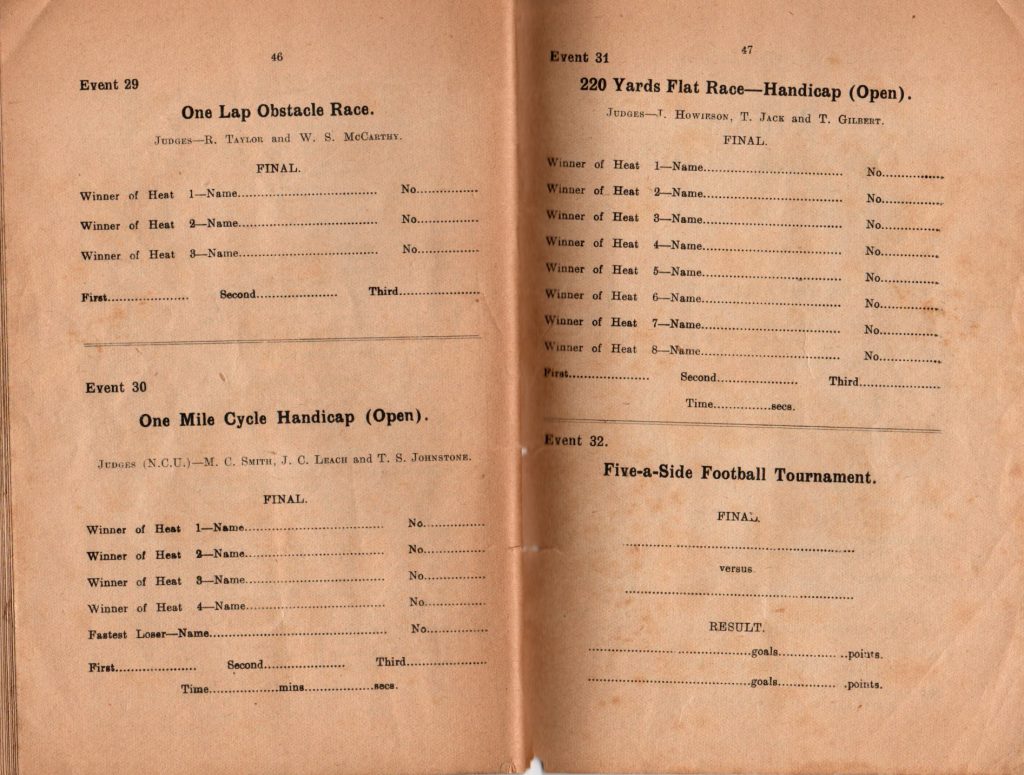 46
Event 29
One Lap Obstacle Race.
JUDGES—R. TAYLOR and W. S. MCCARTHY.
FINAL.
Winner of Heat 1—Name.................................... No................
Winner of Heat 2—Name.................................... No................
Winner of Heat 3—Name.................................... No................
First..................... Second..................... Third.....................
Event 30
One Mile Cycle Handicap (Open).
JUDGES (N.C.U.)—M. C. SMITH, J. C. LEACH and T. S. JOHNSTONE.
FINAL.
Winner of Heat 1—Name.................................... No................
Winner of Heat 2—Name.................................... No................
Winner of Heat 3—Name.................................... No................
Winner of Heat 4—Name.................................... No................
Fastest Loser—Name.............................................. No................
First..................... Second..................... Third.....................
Time..................mins..................secs.
47
Event 31
220 Yards Flat Race—Handicap (Open).
JUDGES—J. HOWIESON, T. JACK and T. GILBERT.
FINAL.
Winner of Heat 1—Name.................................... No................
Winner of Heat 2—Name.................................... No................
Winner of Heat 3—Name.................................... No................
Winner of Heat 4—Name.................................... No................
Winner of Heat 5—Name.................................... No................
Winner of Heat 6—Name.................................... No................
Winner of Heat 7—Name.................................... No................
Winner of Heat 8—Name.................................... No................
First..................... Second..................... Third.....................
Time...............secs.
Event 32.
Five-a-Side Football Tournament.
FINAL.
............................................................
versus
............................................................
RESULT.
..........................................goals.................points.
..........................................goals.................points.